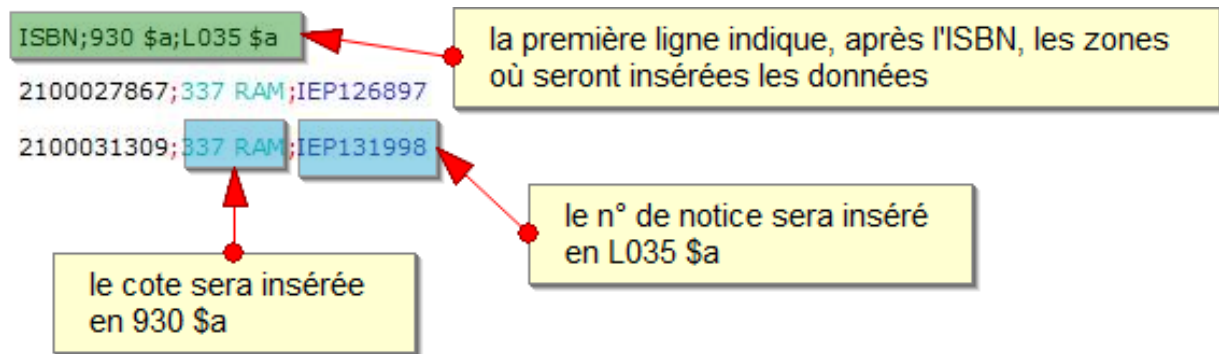 ISBN;930 $a;L035 $a
la première ligne indique, après l'ISBN, les zones
où seront insérées les données
2100027867;337 RAM;IEP126897
2100031309;337 RAM;IEP131998
le n° de notice sera inséré
en L035 $a
le cote sera insérée
en 930 $a